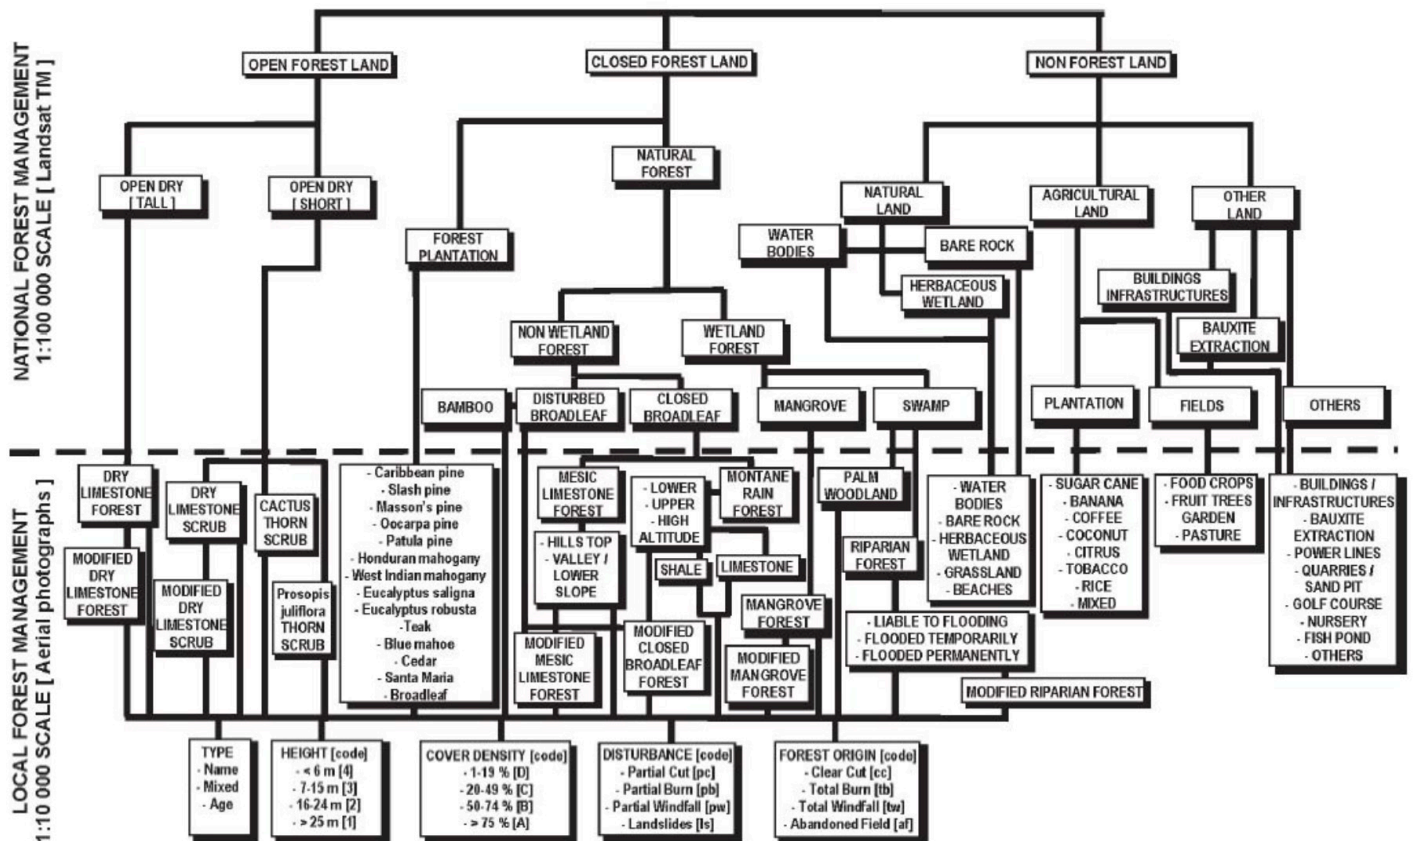 NATIONAL FOREST MANAGEMENT
1:100 000 SCALE [ Landsat TM ]
LOCAL FOREST MANAGEMENT
1:10 000 SCALE [ Aerial photographs ]
OPEN FOREST LAND
CLOSED FOREST LAND
NON FOREST LAND
OPEN DRY
[ TALL ]
OPEN DRY
[ SHORT ]
NATURAL
FOREST
FOREST
PLANTATION
NATURAL
LAND
AGRICULTURAL
LAND
OTHER
LAND
WATER
BODIES
BARE ROCK
HERBACEOUS
WETLAND
BUILDINGS
INFRASTRUCTURES
BAUXITE
EXTRACTION
NON WETLAND
FOREST
WETLAND
FOREST
BAMBOO
DISTURBED
BROADLEAF
CLOSED
BROADLEAF
MANGROVE
SWAMP
PLANTATION
FIELDS
OTHERS
DRY
LIMESTONE
FOREST
MODIFIED
DRY
LIMESTONE
FOREST
DRY
LIMESTONE
SCRUB
MODIFIED
DRY
LIMESTONE
SCRUB
CACTUS
THORN
SCRUB
Prosopis
juliflora
THORN
SCRUB
- Caribbean pine
- Slash pine
- Masson's pine
- Oocarpa pine
- Patula pine
- Honduran mahogany
- West Indian mahogany
- Eucalyptus saligna
- Eucalyptus robusta
- Teak
- Blue mahoe
- Cedar
- Santa Maria
- Broadleaf
MESIC
LIMESTONE
FOREST
- HILLS TOP
- VALLEY /
LOWER
SLOPE
MODIFIED
MESIC
LIMESTONE
FOREST
- LOWER
- UPPER
- HIGH
ALTITUDE
MONTANE
RAIN
FOREST
SHALE
LIMESTONE
MODIFIED
CLOSED
BROADLEAF
FOREST
MANGROVE
FOREST
MODIFIED
MANGROVE
FOREST
PALM
WOODLAND
RIPARIAN
FOREST
- LIABLE TO FLOODING
- FLOODED TEMPORARILY
- FLOODED PERMANENTLY
MODIFIED RIPARIAN FOREST
- WATER
BODIES
- BARE ROCK
- HERBACEOUS
WETLAND
- GRASSLAND
- BEACHES
- SUGAR CANE
- BANANA
- COFFEE
- COCONUT
- CITRUS
- TOBACCO
- RICE
- MIXED
- FOOD CROPS
- FRUIT TREES
GARDEN
- PASTURE
- BUILDINGS /
INFRASTRUCTURES
- BAUXITE
EXTRACTION
- POWER LINES
- QUARRIES /
SAND PIT
- GOLF COURSE
- NURSERY
- FISH POND
- OTHERS
TYPE
- Name
- Mixed
- Age
HEIGHT [code]
- < 6 m [4]
- 7-15 m [3]
- 16-24 m [2]
- > 25 m [1]
COVER DENSITY [code]
- 1-19 % [D]
- 20-49 % [C]
- 50-74 % [B]
- > 75 % [A]
DISTURBANCE [code]
- Partial Cut [pc]
- Partial Burn [pb]
- Partial Windfall [pw]
- Landslides [ls]
FOREST ORIGIN [code]
- Clear Cut [cc]
- Total Burn [tb]
- Total Windfall [tw]
- Abandoned Field [af]